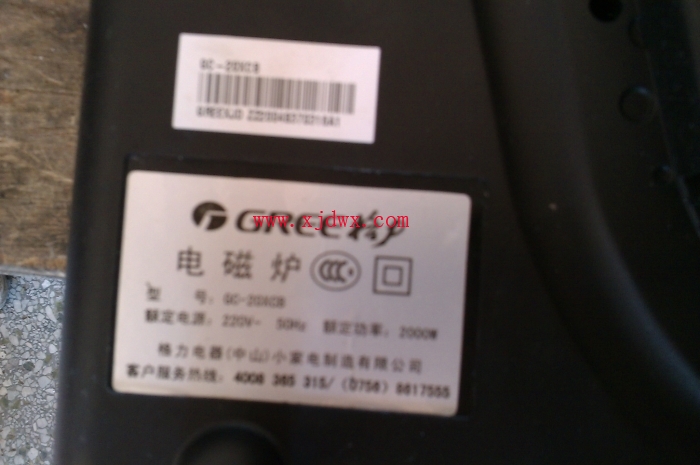 GC-20XCB
GREE格力
www.xjdwx.com
电磁炉
型 号: GC-20XCB
额定电源: 220V~ 50Hz 额定功率: 2000W
格力电器(中山)小家电制造有限公司
客户服务热线: 4008 365 315/ (0756) 8617555